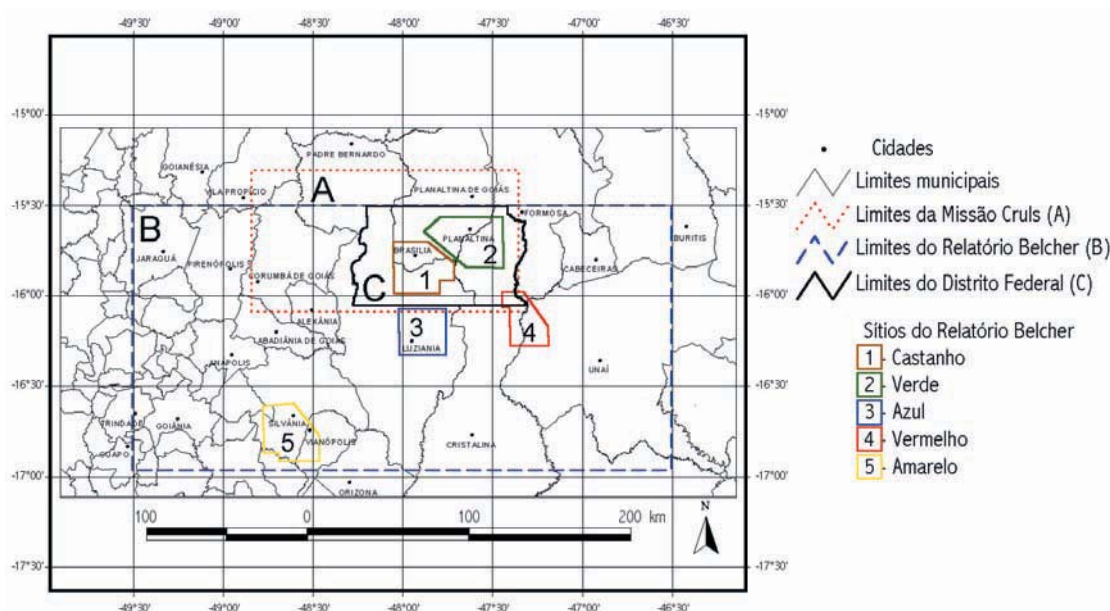 -49°30' -49°00' -48°30' -48°00' -47°30' -47°00' -46°30'
-15°00' -15°00'
PADRE BERNARDO
GOIANÉSIA
VILA PROPÍCIO A PLANALTINA DE GOIÁS
-15°30' FORMOSA -15°30'
B PLANALTINA BURITIS
JARAGUÁ BRASILIA 2
PIRENÓPOLIS CABECEIRAS
CORUMBÁ DE GOIÁS 1
C
-16°00' -16°00'
ALEXÂNIA 3 4
ABADIÂNIA DE GOIÁS LUZIANIA
ANÁPOLIS UNAÍ
-16°30' -16°30'
TRINDADE GOIÂNIA SILVÂNIA
5 VIANÓPOLIS CRISTALINA
GUAPO
-17°00' -17°00'
ORIZONA
100 0 100 200 km
N
-17°30' -17°30'
-49°30' -49°00' -48°30' -48°00' -47°30' -47°00' -46°30'
Cidades
Limites municipais
Limites da Missão Cruls (A)
Limites do Relatório Belcher (B)
Limites do Distrito Federal (C)
Sítios do Relatório Belcher
1 - Castanho
2 - Verde
3 - Azul
4 - Vermelho
5 - Amarelo